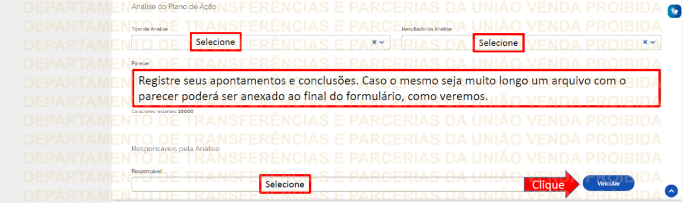 DEPARTAMENTO DE TRANSFERÊNCIAS E PARCERIAS DA UNIÃO VENDA PROIBIDA
Análise do Plano de Ação
Tipo de Análise
Resultado da Análise
Selecione
Selecione
Parecer
Registre seus apontamentos e conclusões. Caso o mesmo seja muito longo um arquivo com o
parecer poderá ser anexado ao final do formulário, como veremos.
Caracteres restantes: 10000
Responsáveis pela Análise
Responsável
Selecione
Clique
Vincular